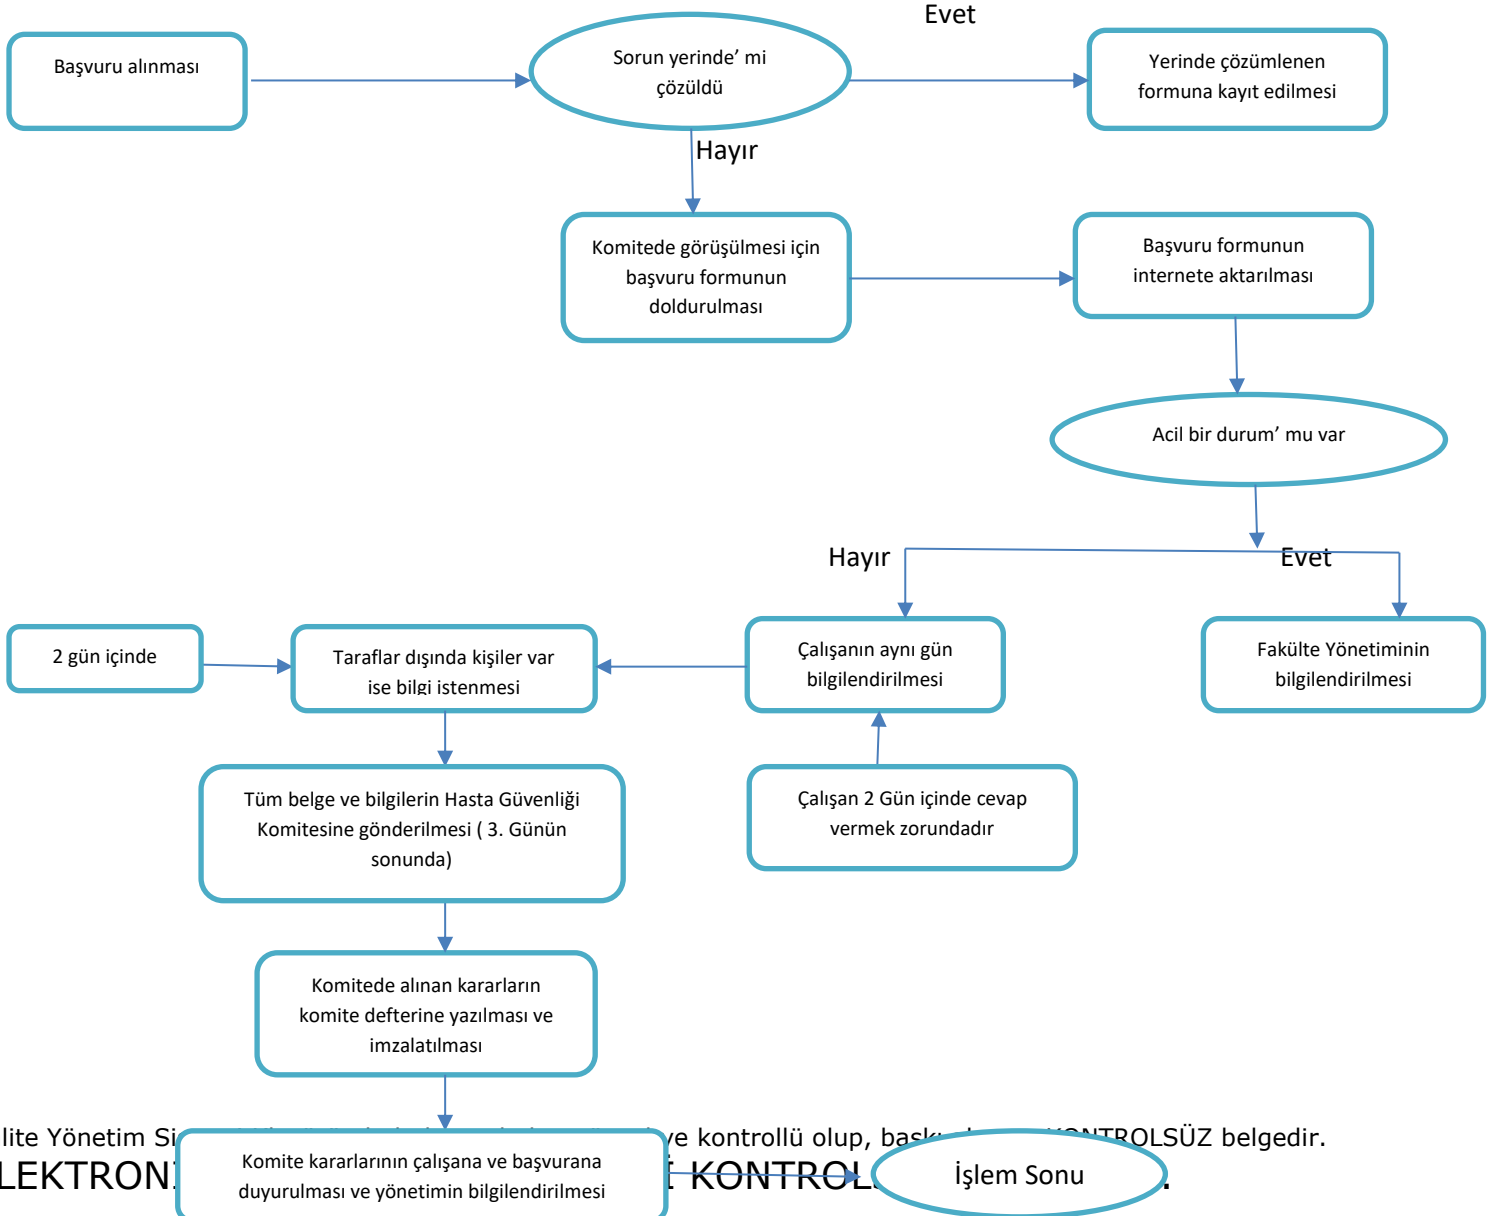 Evet
Başvuru alınması
Sorun yerinde’ mi
çözüldü
Yerinde çözümlenen
formuna kayıt edilmesi
Hayır
Komitede görüşülmesi için
başvuru formunun
doldurulması
Başvuru formunun
internete aktarılması
Acil bir durum’ mu var
Hayır
Evet
2 gün içinde
Taraflar dışında kişiler var
ise bilgi istenmesi
Çalışanın aynı gün
bilgilendirilmesi
Fakülte Yönetiminin
bilgilendirilmesi
Tüm belge ve bilgilerin Hasta Güvenliği
Komitesine gönderilmesi ( 3. Günün
sonunda)
Çalışan 2 Gün içinde cevap
vermek zorundadır
Komitede alınan kararların
komite defterine yazılması ve
imzalatılması
lite Yönetim Si ve kontrollü olup, KONTROLSÜZ belgedir.
LEKTRONİ KONTROL
Komite kararlarının çalışana ve başvurana
duyurulması ve yönetimin bilgilendirilmesi
İşlem Sonu